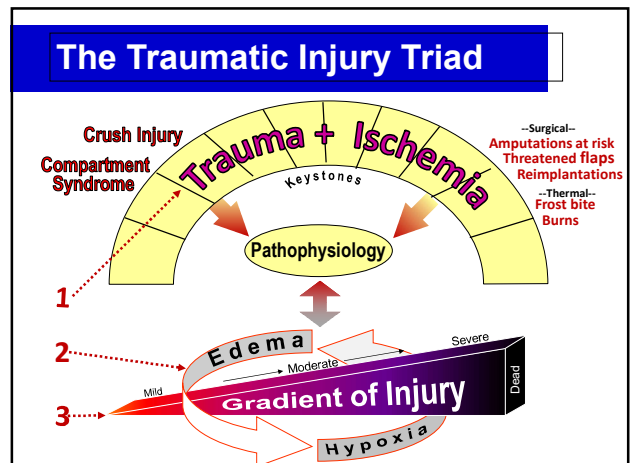 The Traumatic Injury Triad
Crush Injury
Compartment
Syndrome
Trauma + Ischemia
Keystones
--Surgical--
Amputations at risk
Threatened flaps
Reimplantations
--Thermal--
Frost bite
Burns
Pathophysiology
1
2
Edema
Severe
Moderate
Mild
3
Gradient of Injury
Dead
Hypoxia